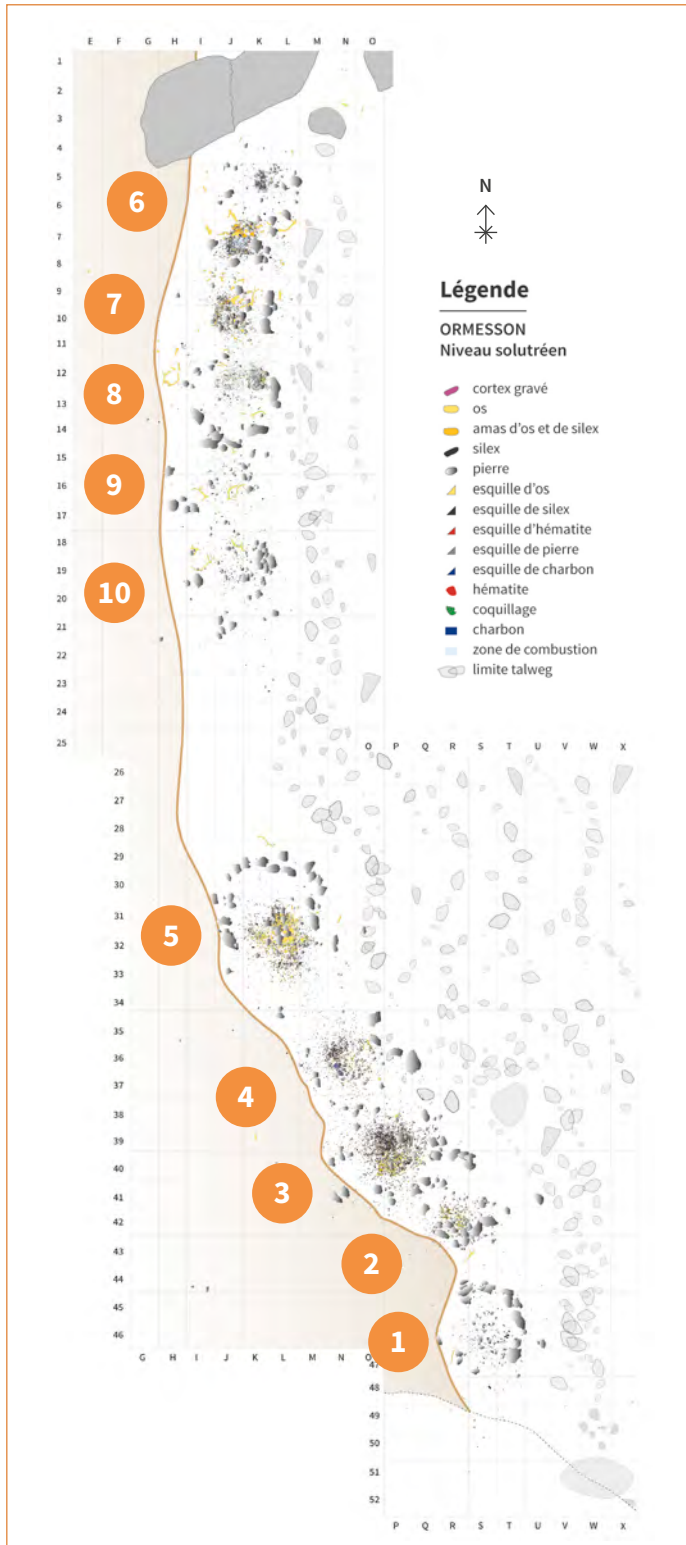 E F G H I J K L M N O
1
2
3
4
5
6
6
7
8
7
9
10
11
8
12
13
14
15
9
16
17
18
19
10
20
21
22
23
24
25
N
Légende
ORMESSON
Niveau solutréen
cortex gravé
os
amas d'os et de silex
silex
pierre
esquille d'os
esquille de silex
esquille d'hématite
esquille de pierre
esquille de charbon
hématite
coquillage
charbon
zone de combustion
limite talweg
O P Q R S T U V W X
26
27
28
29
30
31
5
32
33
34
35
36
37
4
38
39
40
3
41
42
43
2
44
45
46
1
G H I J K L M N O
47
48
49
50
51
52
P Q R S T U V W X